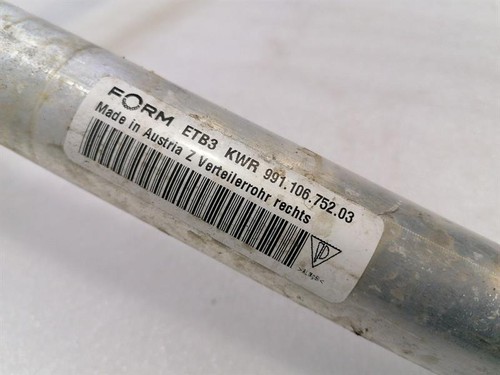 FORM ETB3 KWR 991.106.752.03
Made in Austria Z Verteilerrohr rechts